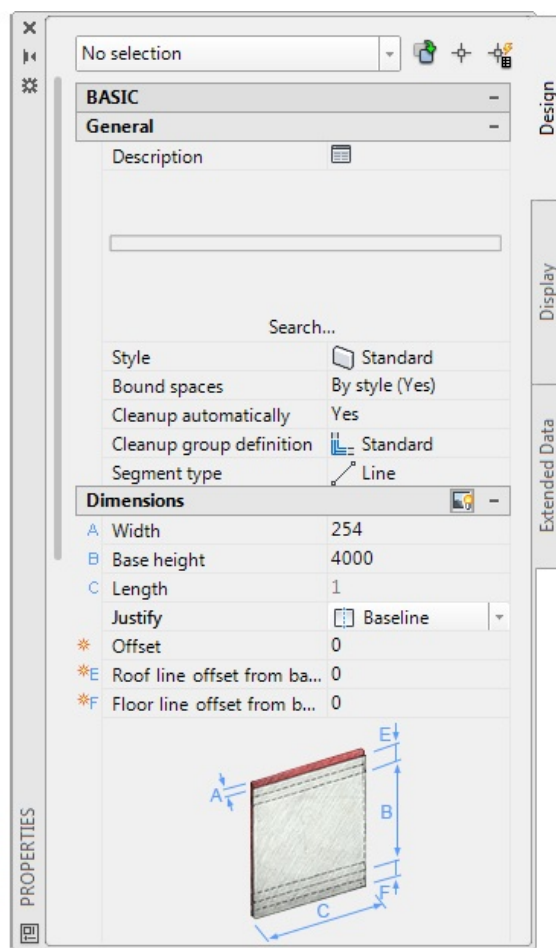 No selection
BASIC
General
Description
Search...
Style Standard
Bound spaces By style (Yes)
Cleanup automatically Yes
Cleanup group definition Standard
Segment type Line
Dimensions
A Width 254
B Base height 4000
C Length 1
Justify Baseline
Offset 0
E Roof line offset from ba... 0
F Floor line offset from b... 0
E
A
B
F
C
Design
Display
Extended Data
PROPERTIES